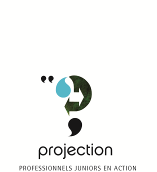 projection
PROFESSIONNELS JUNIORS EN ACTION